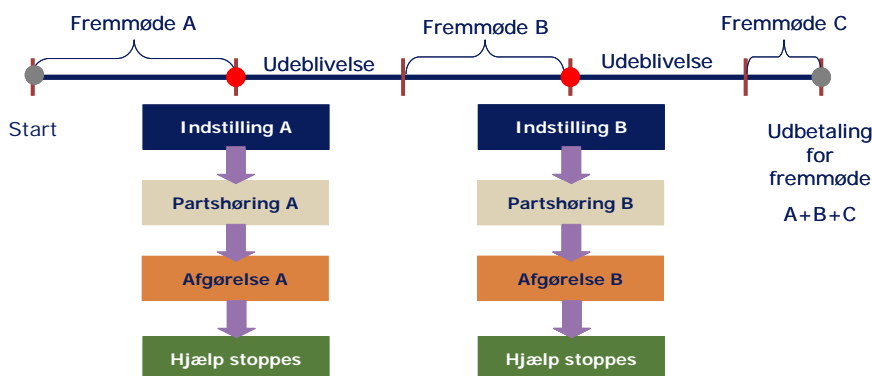 Fremmøde A
Udeblivelse
Fremmøde B
Udeblivelse
Fremmøde C
Start
Indstilling A
Partshøring A
Afgørelse A
Hjælp stoppes
Indstilling B
Partshøring B
Afgørelse B
Hjælp stoppes
Udbetaling
for
fremmøde
A+B+C